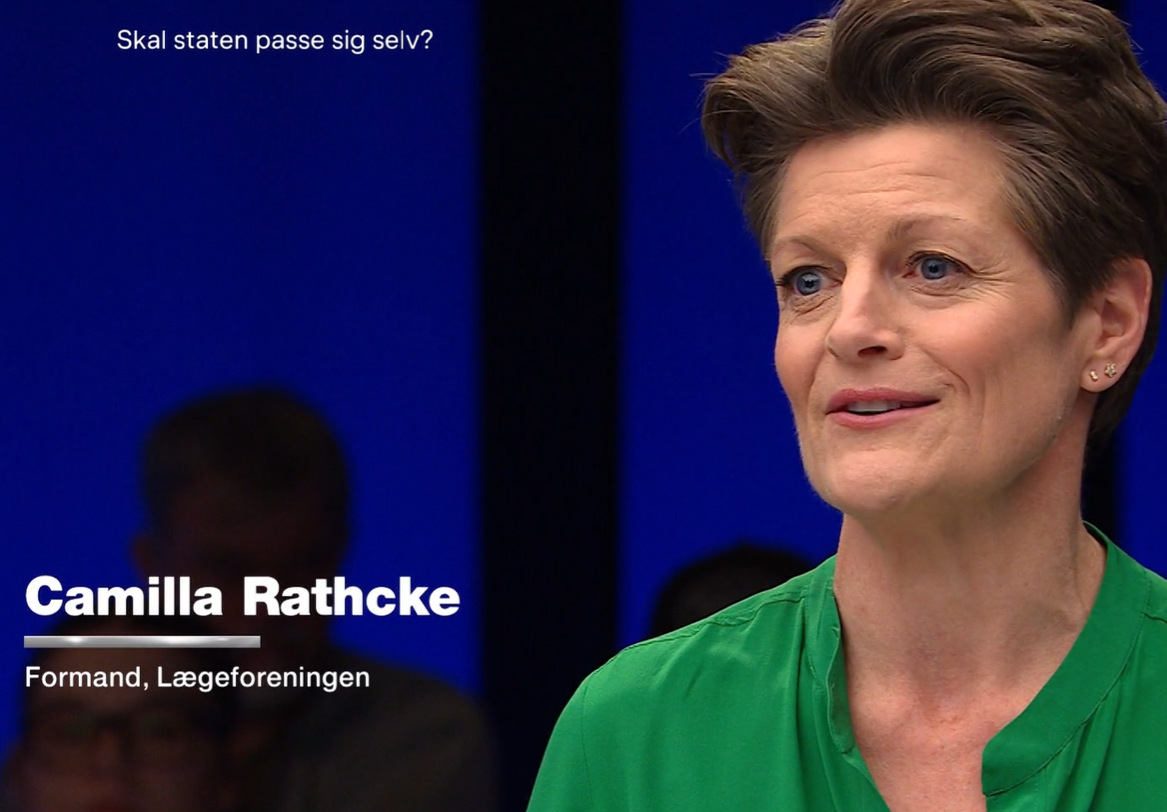 Skal staten passe sig selv?
Camilla Rathcke
Formand, Lægeforeningen